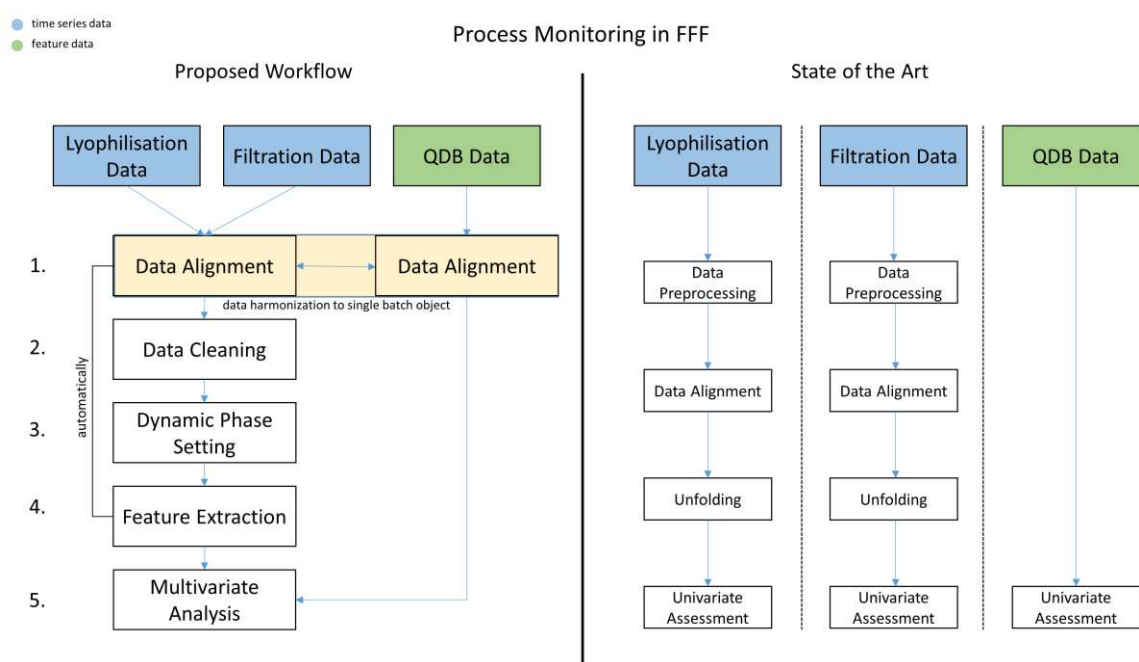 time series data
feature data
Process Monitoring in FFF
Proposed Workflow
Lyophilisation
Data
Filtration Data
QDB Data
1.
Data Alignment
Data Alignment
data harmonization to single batch object
2.
Data Cleaning
automatically
3.
Dynamic Phase
Setting
4.
Feature Extraction
5.
Multivariate
Analysis
State of the Art
Lyophilisation
Data
Filtration Data
QDB Data
Data
Preprocessing
Data
Preprocessing
Data Alignment
Data Alignment
Unfolding
Unfolding
Univariate
Assessment
Univariate
Assessment
Univariate
Assessment